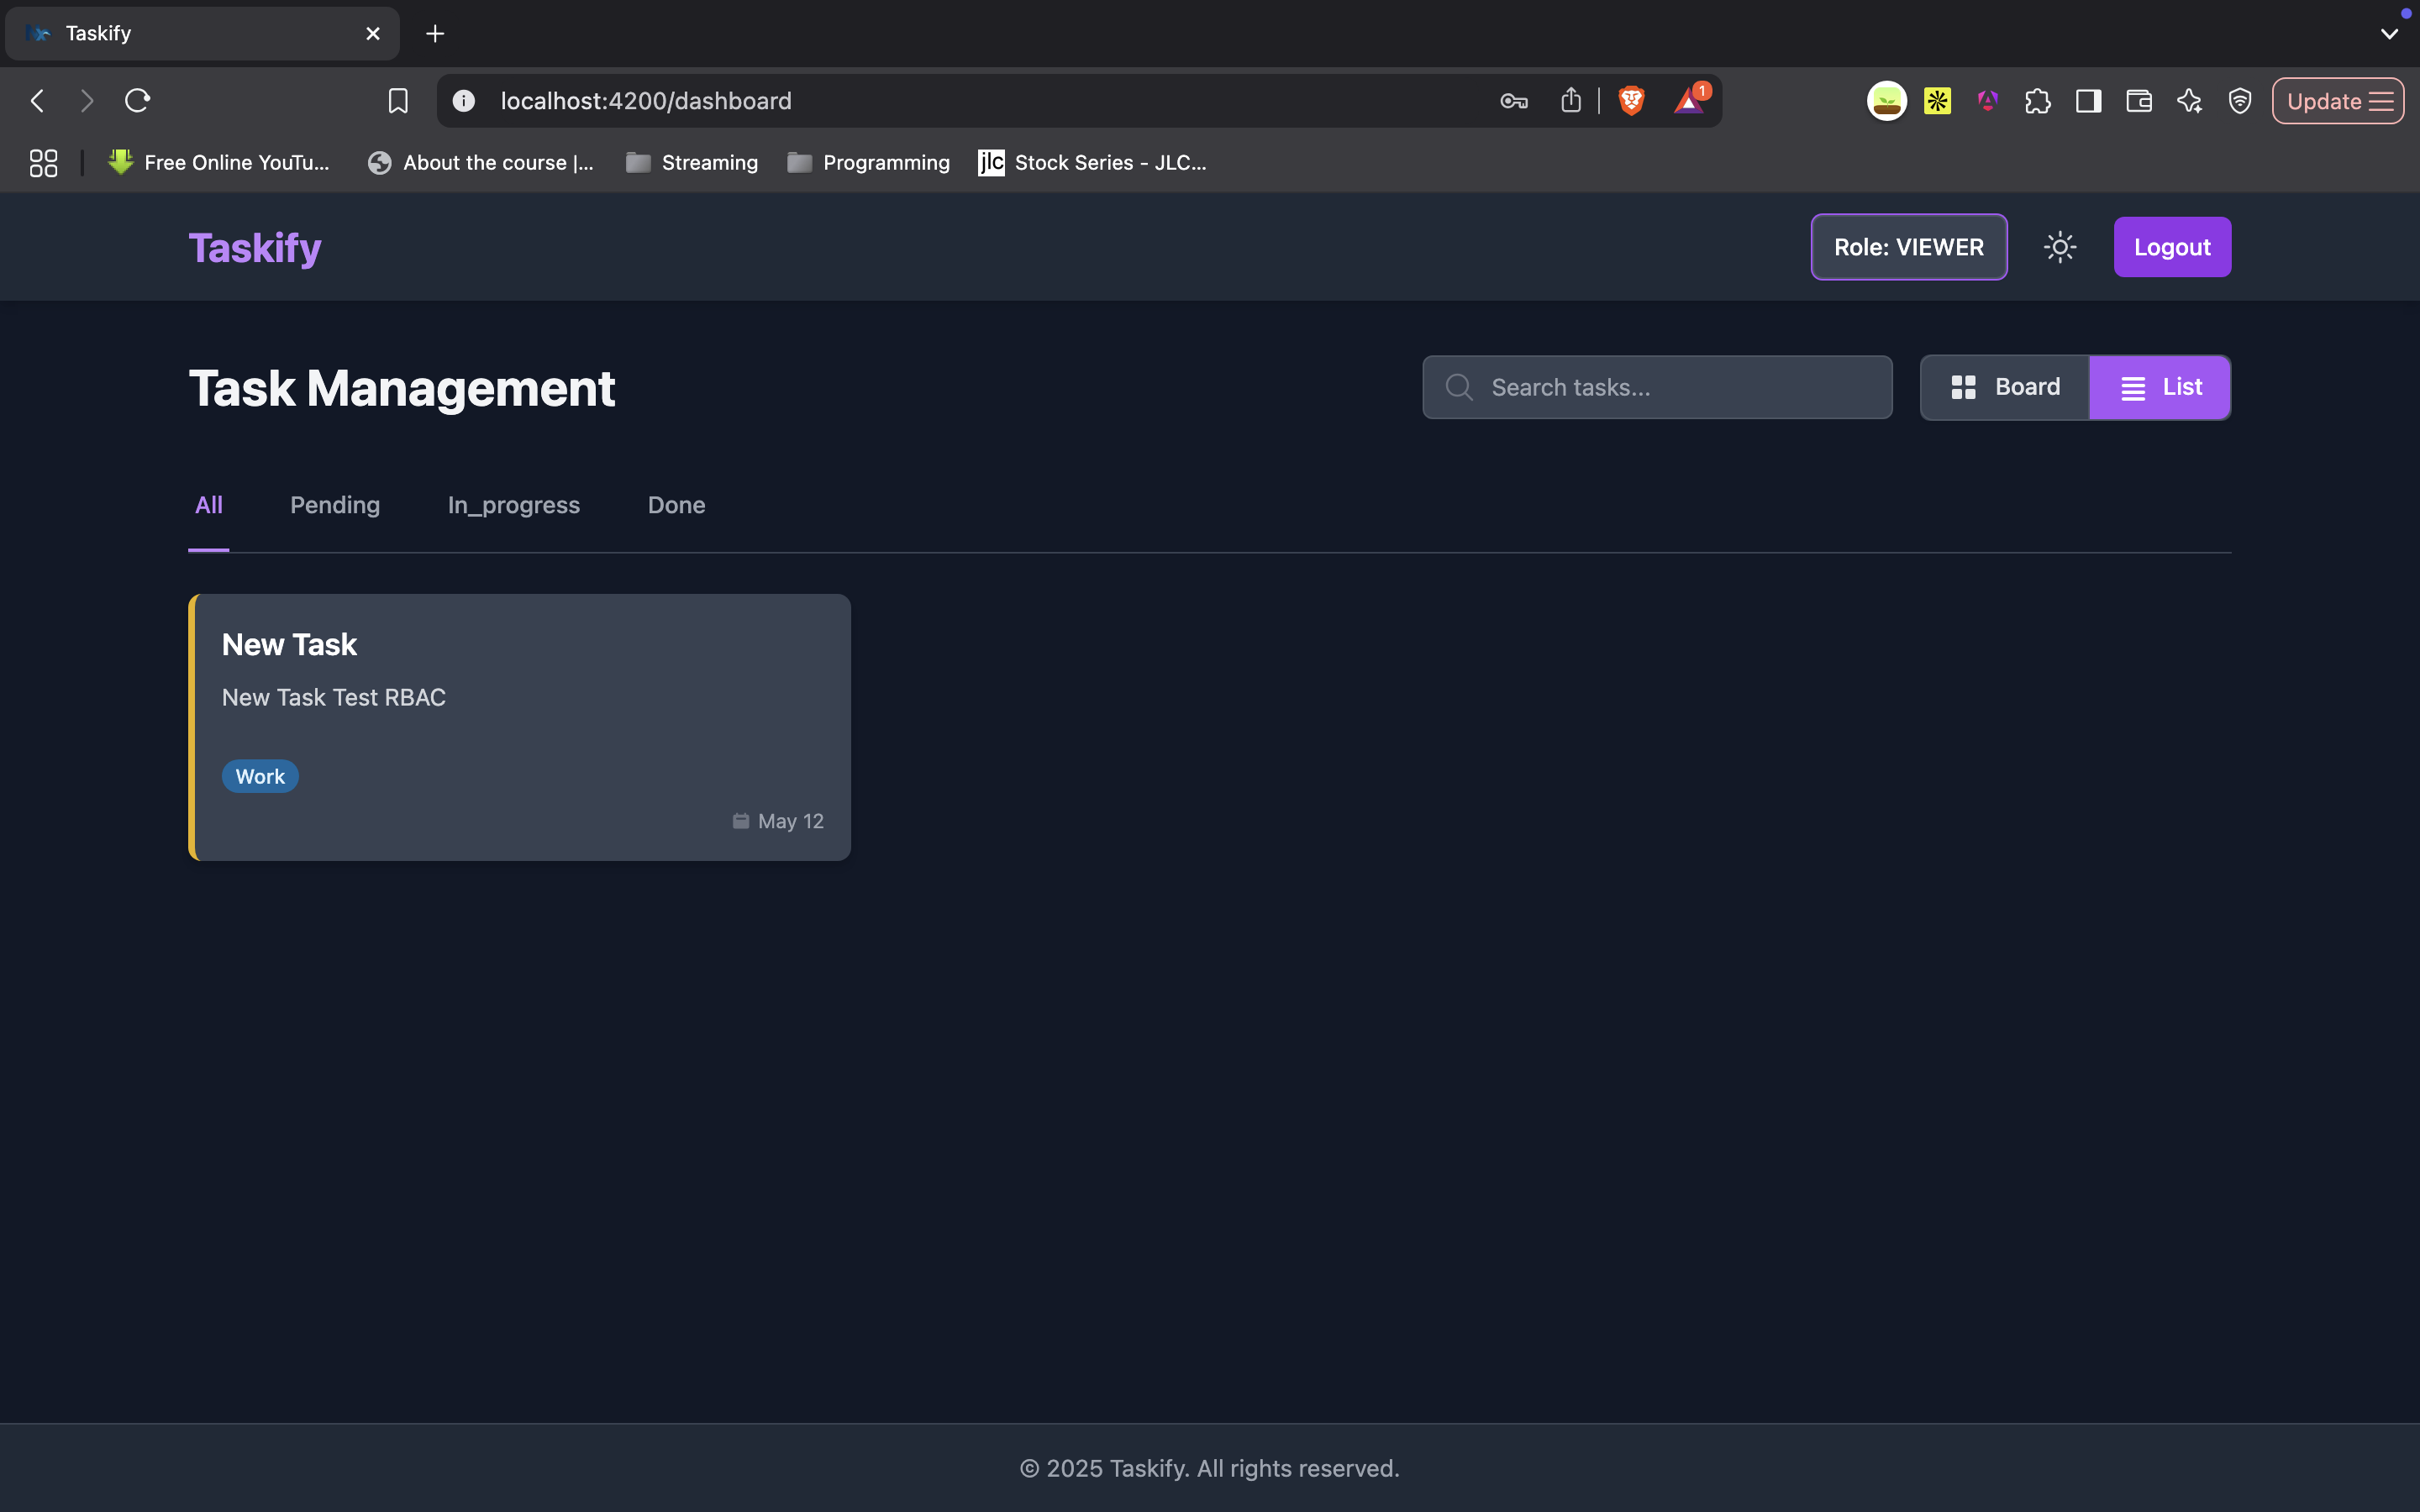 Taskify
localhost:4200/dashboard
1
Update
Free Online YouTu...
About the course |...
Streaming
Programming
jlc
Stock Series - JLC...
Taskify
Role: VIEWER
Logout
Task Management
Search tasks...
Board
List
All
Pending
In_progress
Done
New Task
New Task Test RBAC
Work
May 12
© 2025 Taskify. All rights reserved.